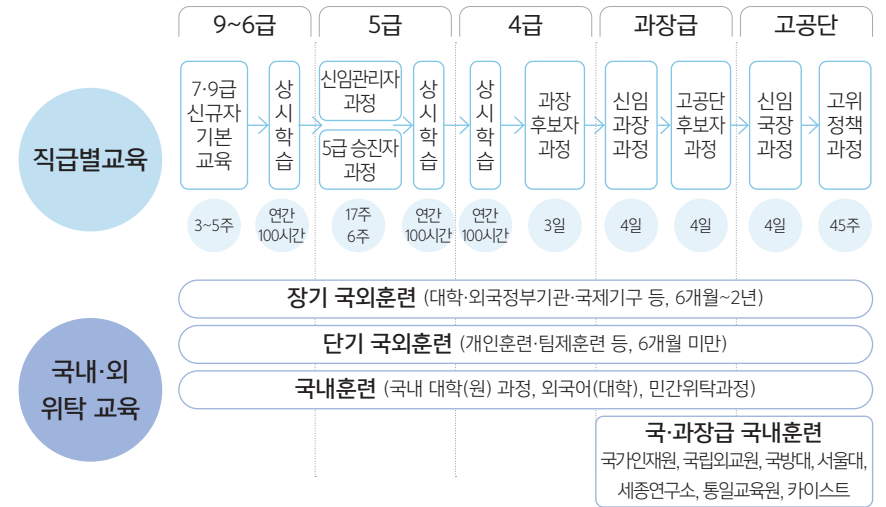 9~6급
5급
4급
과장급
고공단
직급별교육
7·9급
신규자
기본
교육
상
시
학
습
신임관리자
과정
5급 승진자
과정
상
시
학
습
상
시
학
습
과장
후보자
과정
신임
과장
과정
고공단
후보자
과정
신임
국장
과정
고위
정책
과정
3~5주
연간
100시간
17주
6주
연간
100시간
연간
100시간
3일
4일
4일
4일
45주
국내·외
위탁 교육
장기 국외훈련 (대학·외국정부기관·국제기구 등, 6개월~2년)
단기 국외훈련 (개인훈련·팀제훈련 등, 6개월 미만)
국내훈련 (국내 대학(원) 과정, 외국어(대학), 민간위탁과정)
국·과장급 국내훈련
국가인재원, 국립외교원, 국방대, 서울대,
세종연구소, 통일교육원, 카이스트